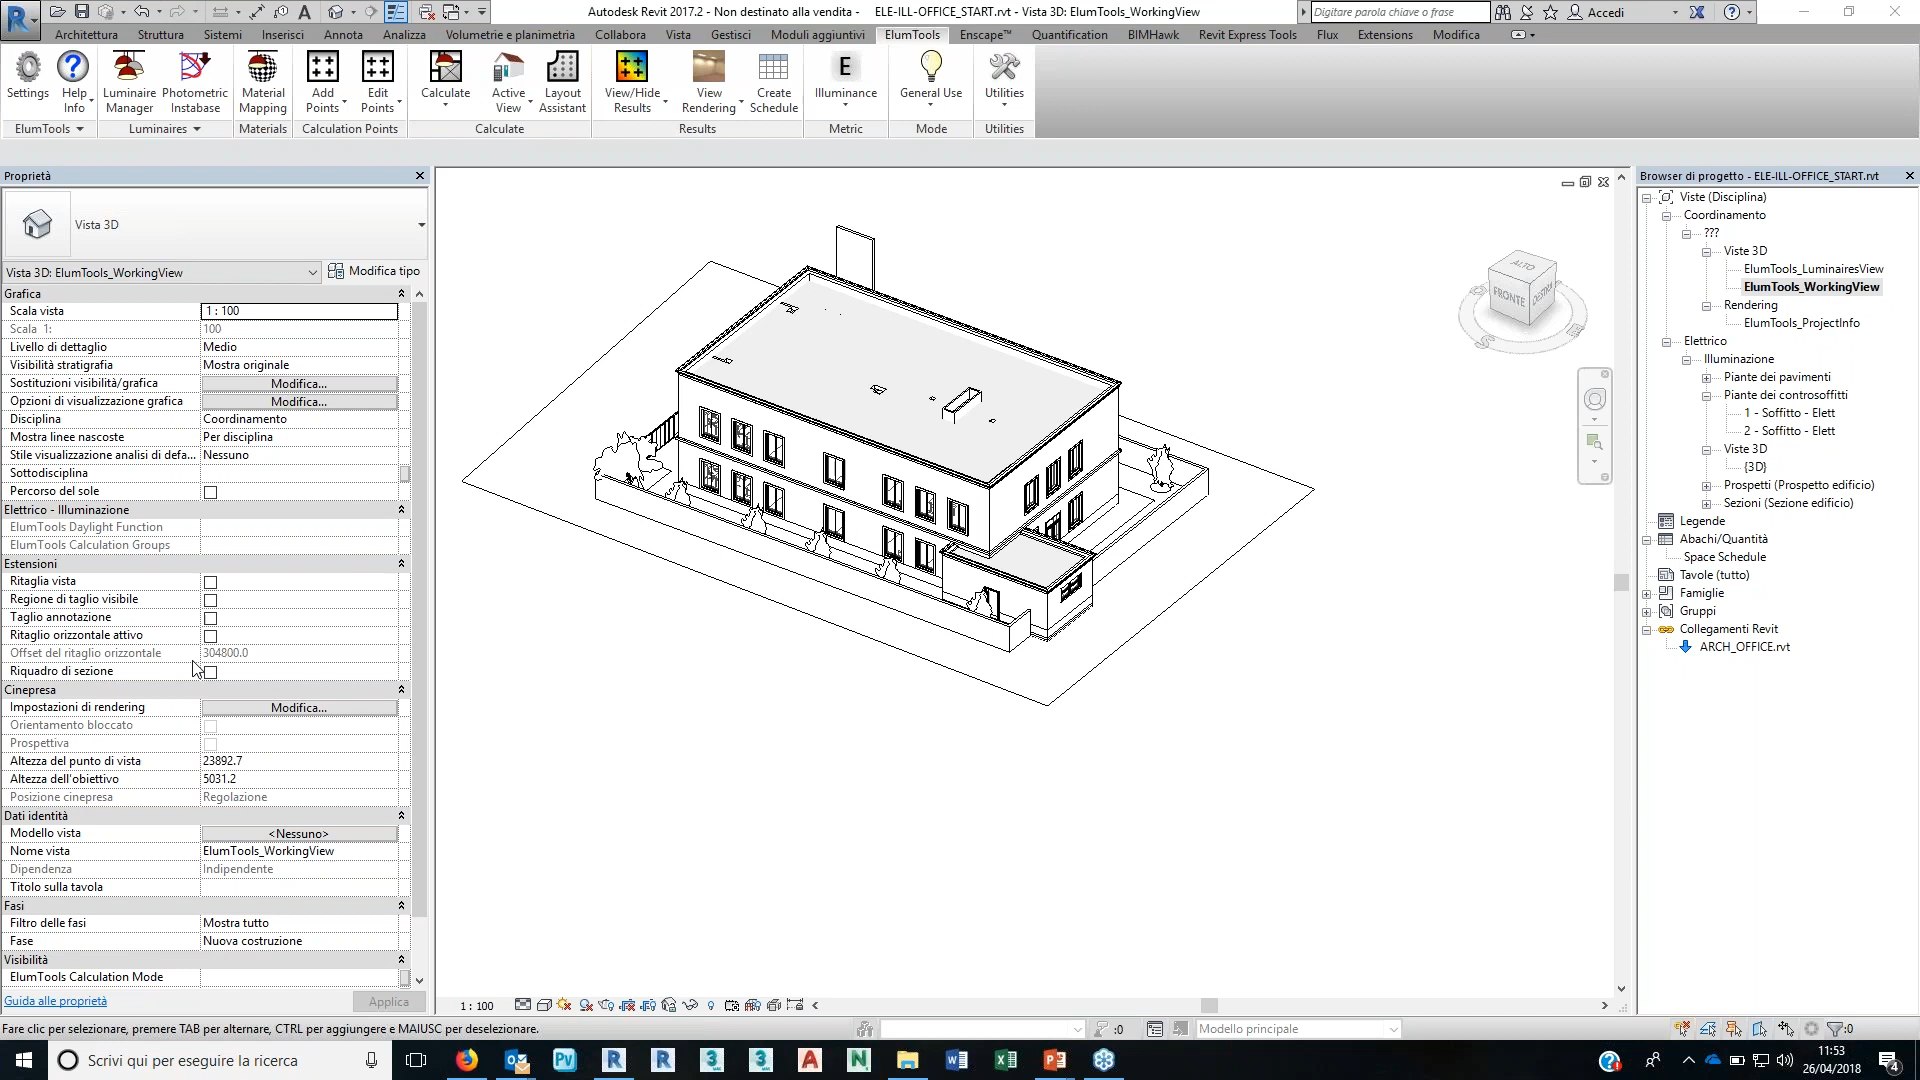 Autodesk Revit 2017.2 - Non destinato alla vendita - ELE-ILL-OFFICE_START.rvt - Vista 3D: ElumTools_WorkingView
Digitare parola chiave o frase
Accedi
Architettura Struttura Sistemi Inserisci Annota Analizza Volumetrie e planimetria Collabora Vista Gestisci Moduli aggiuntivi ElumTools Enscape™ Quantification BIMHawk Revit Express Tools Flux Extensions Modifica
Settings
Help Info
Luminaire Manager
Photometric Instabase
Material Mapping
Add Points
Edit Points
Calculate
Active View
Layout Assistant
View/Hide Results
View Rendering
Create Schedule
E
Illuminance
General Use
Utilities
ElumTools Luminaires Materials Calculation Points Calculate Results Metric Mode Utilities
Proprietà
Vista 3D
Vista 3D: ElumTools_WorkingView
Modifica tipo
Grafica
Scala vista 1 : 100
Scala 1: 100
Livello di dettaglio Medio
Visibilità stratigrafia Mostra originale
Sostituzioni visibilità/grafica Modifica...
Opzioni di visualizzazione grafica Modifica...
Disciplina Coordinamento
Mostra linee nascoste Per disciplina
Stile visualizzazione analisi di defa... Nessuno
Sottodisciplina
Percorso del sole
Elettrico - Illuminazione
ElumTools Daylight Function
ElumTools Calculation Groups
Estensioni
Ritaglia vista
Regione di taglio visibile
Taglio annotazione
Ritaglio orizzontale attivo
Offset del ritaglio orizzontale 304800.0
Riquadro di sezione
Cinepresa
Impostazioni di rendering Modifica...
Orientamento bloccato
Prospettiva
Altezza del punto di vista 23892.7
Altezza dell'obiettivo 5031.2
Posizione cinepresa Regolazione
Dati identità
Modello vista <Nessuno>
Nome vista ElumTools_WorkingView
Dipendenza Indipendente
Titolo sulla tavola
Fasi
Filtro delle fasi Mostra tutto
Fase Nuova costruzione
Visibilità
ElumTools Calculation Mode
Guida alle proprietà
Applica
ALTO
FRONTE
DESTRA
1 : 100
Browser di progetto - ELE-ILL-OFFICE_START.rvt
Viste (Disciplina)
Coordinamento
???
Viste 3D
ElumTools_LuminairesView
ElumTools_WorkingView
Rendering
ElumTools_ProjectInfo
Elettrico
Illuminazione
Piante dei pavimenti
Piante dei controsoffitti
1 - Soffitto - Elett
2 - Soffitto - Elett
Viste 3D
{3D}
Prospetti (Prospetto edificio)
Sezioni (Sezione edificio)
Legende
Abachi/Quantità
Space Schedule
Tavole (tutto)
Famiglie
Gruppi
Collegamenti Revit
ARCH_OFFICE.rvt
Fare clic per selezionare, premere TAB per alternare, CTRL per aggiungere e MAIUSC per deselezionare.
:0
Modello principale
:0
Scrivi qui per eseguire la ricerca
11:53
26/04/2018
4